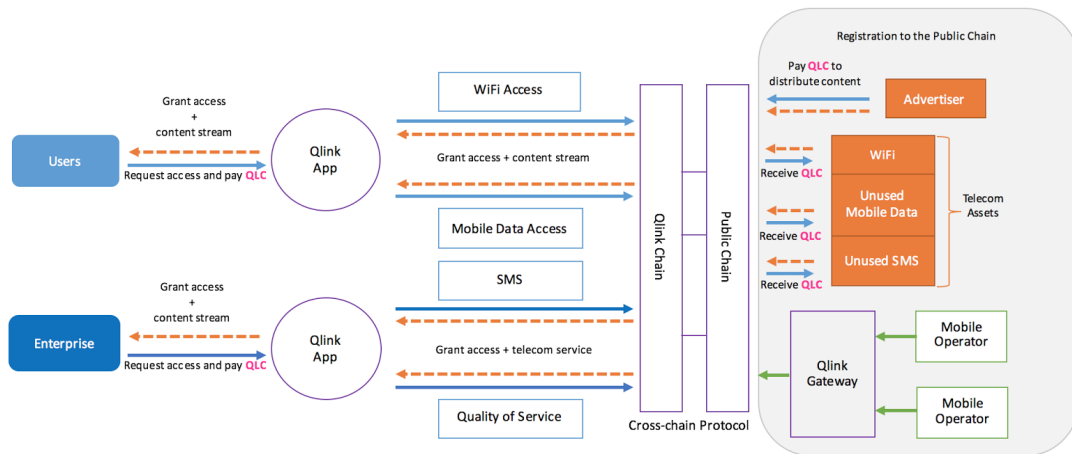 Registration to the Public Chain
Pay QLC to
distribute content
Advertiser
WiFi Access
Grant access
+
content stream
Users
Request access and pay QLC
Qlink
App
Grant access + content stream
Mobile Data Access
WiFi
Receive QLC
Unused
Mobile Data
Receive QLC
Unused SMS
Receive QLC
Telecom
Assets
Qlink Chain
Public Chain
SMS
Grant access
+
content stream
Enterprise
Request access and pay QLC
Qlink
App
Grant access + telecom service
Quality of Service
Cross-chain Protocol
Qlink
Gateway
Mobile
Operator
Mobile
Operator